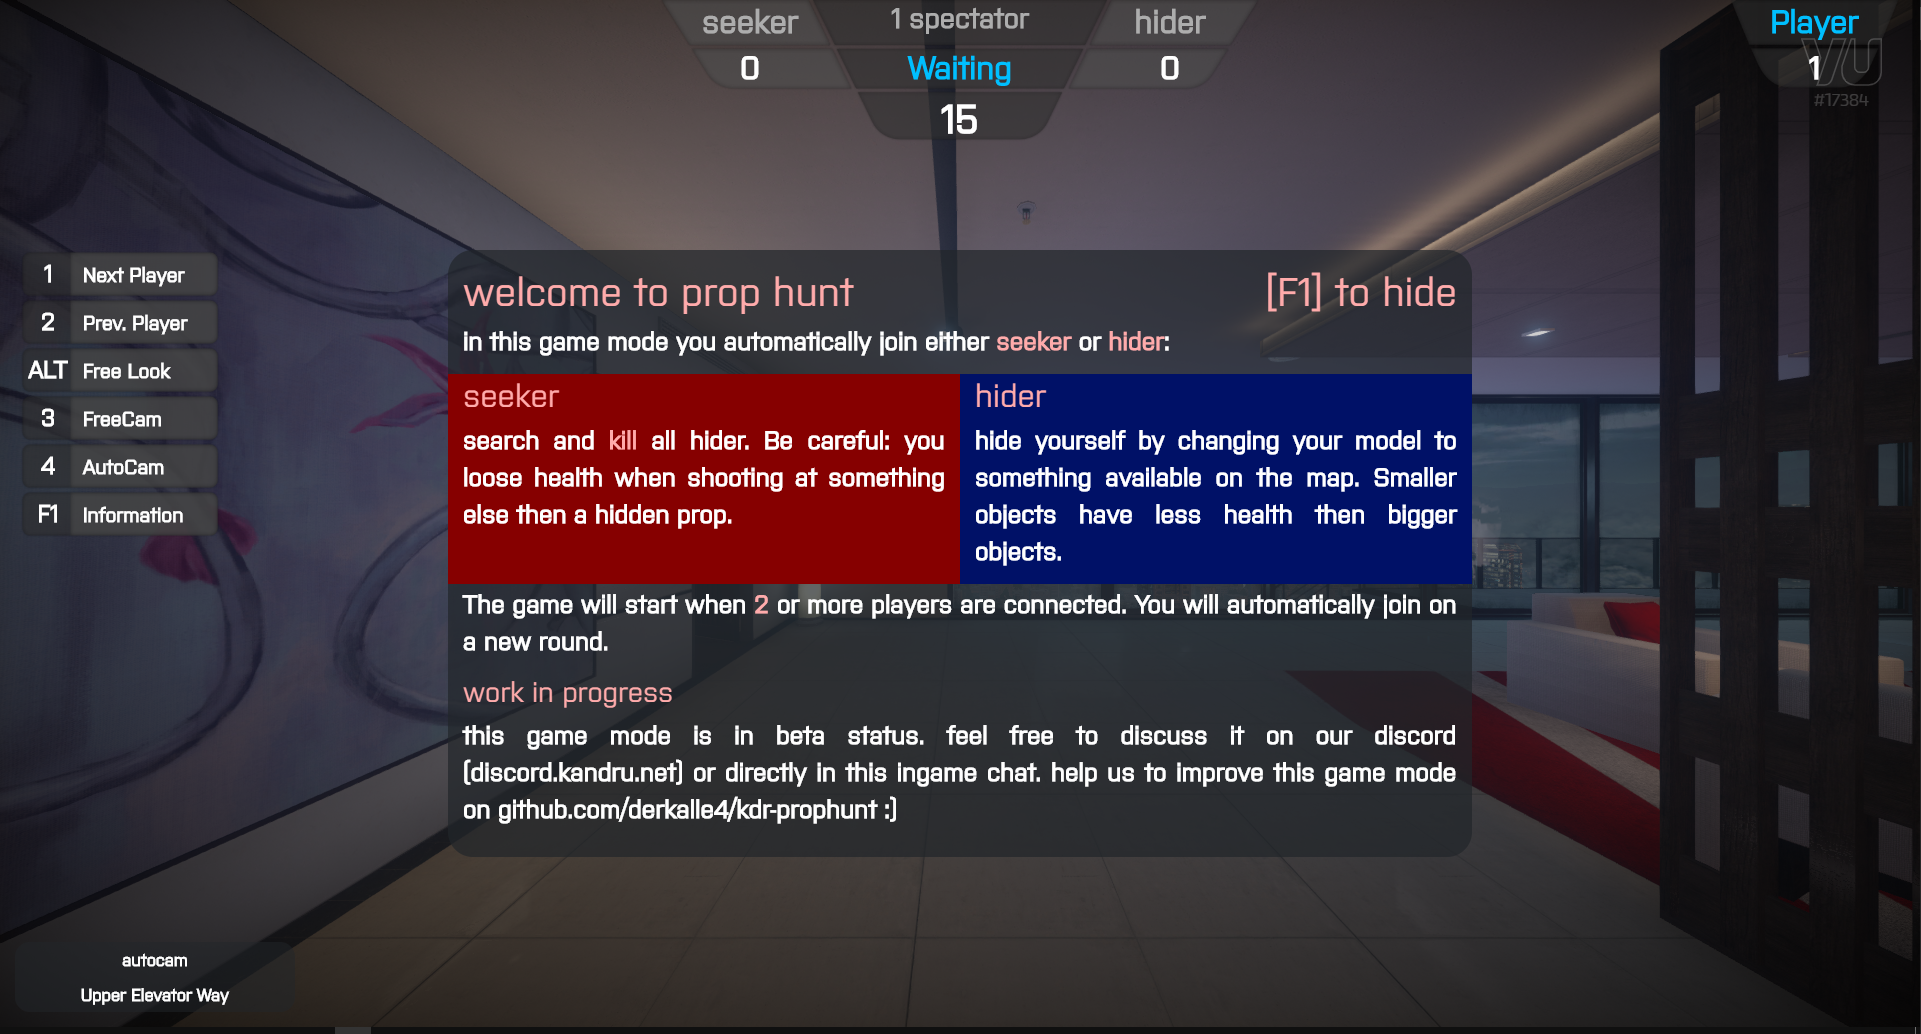 seeker
1 spectator
hider
Player
0
Waiting
0
1
VU
15
#17384
1 Next Player
2 Prev. Player
ALT Free Look
3 FreeCam
4 AutoCam
F1 Information
welcome to prop hunt
[F1] to hide
in this game mode you automatically join either seeker or hider:
seeker
search and kill all hider. Be careful: you
loose health when shooting at something
else then a hidden prop.
hider
hide yourself by changing your model to
something available on the map. Smaller
objects have less health then bigger
objects.
The game will start when 2 or more players are connected. You will automatically join on
a new round.
work in progress
this game mode is in beta status. feel free to discuss it on our discord
(discord.kandru.net) or directly in this ingame chat. help us to improve this game mode
on github.com/derkalle4/kdr-prophunt :)
autocam
Upper Elevator Way